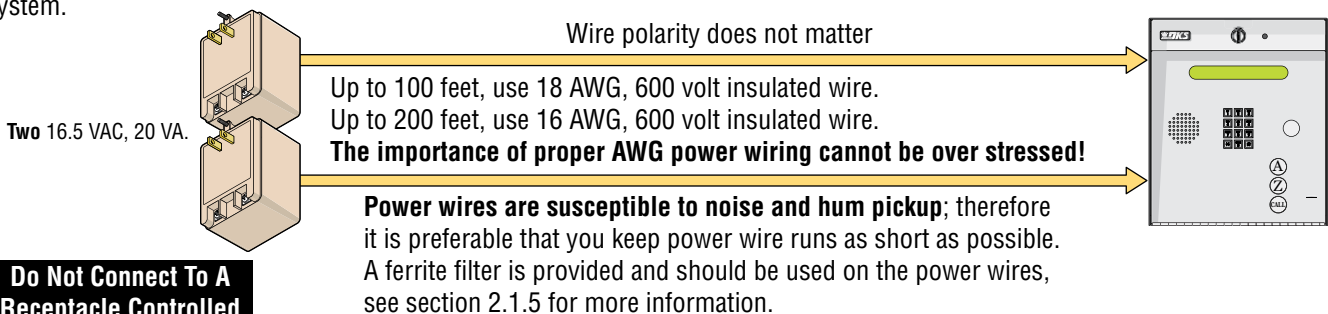 ystem.
Wire polarity does not matter
Up to 100 feet, use 18 AWG, 600 volt insulated wire.
Up to 200 feet, use 16 AWG, 600 volt insulated wire.
Two 16.5 VAC, 20 VA.
The importance of proper AWG power wiring cannot be over stressed!
Power wires are susceptible to noise and hum pickup; therefore
it is preferable that you keep power wire runs as short as possible.
A ferrite filter is provided and should be used on the power wires,
see section 2.1.5 for more information.
Do Not Connect To A
Receptacle Controlled
DKS
A
Z
CALL